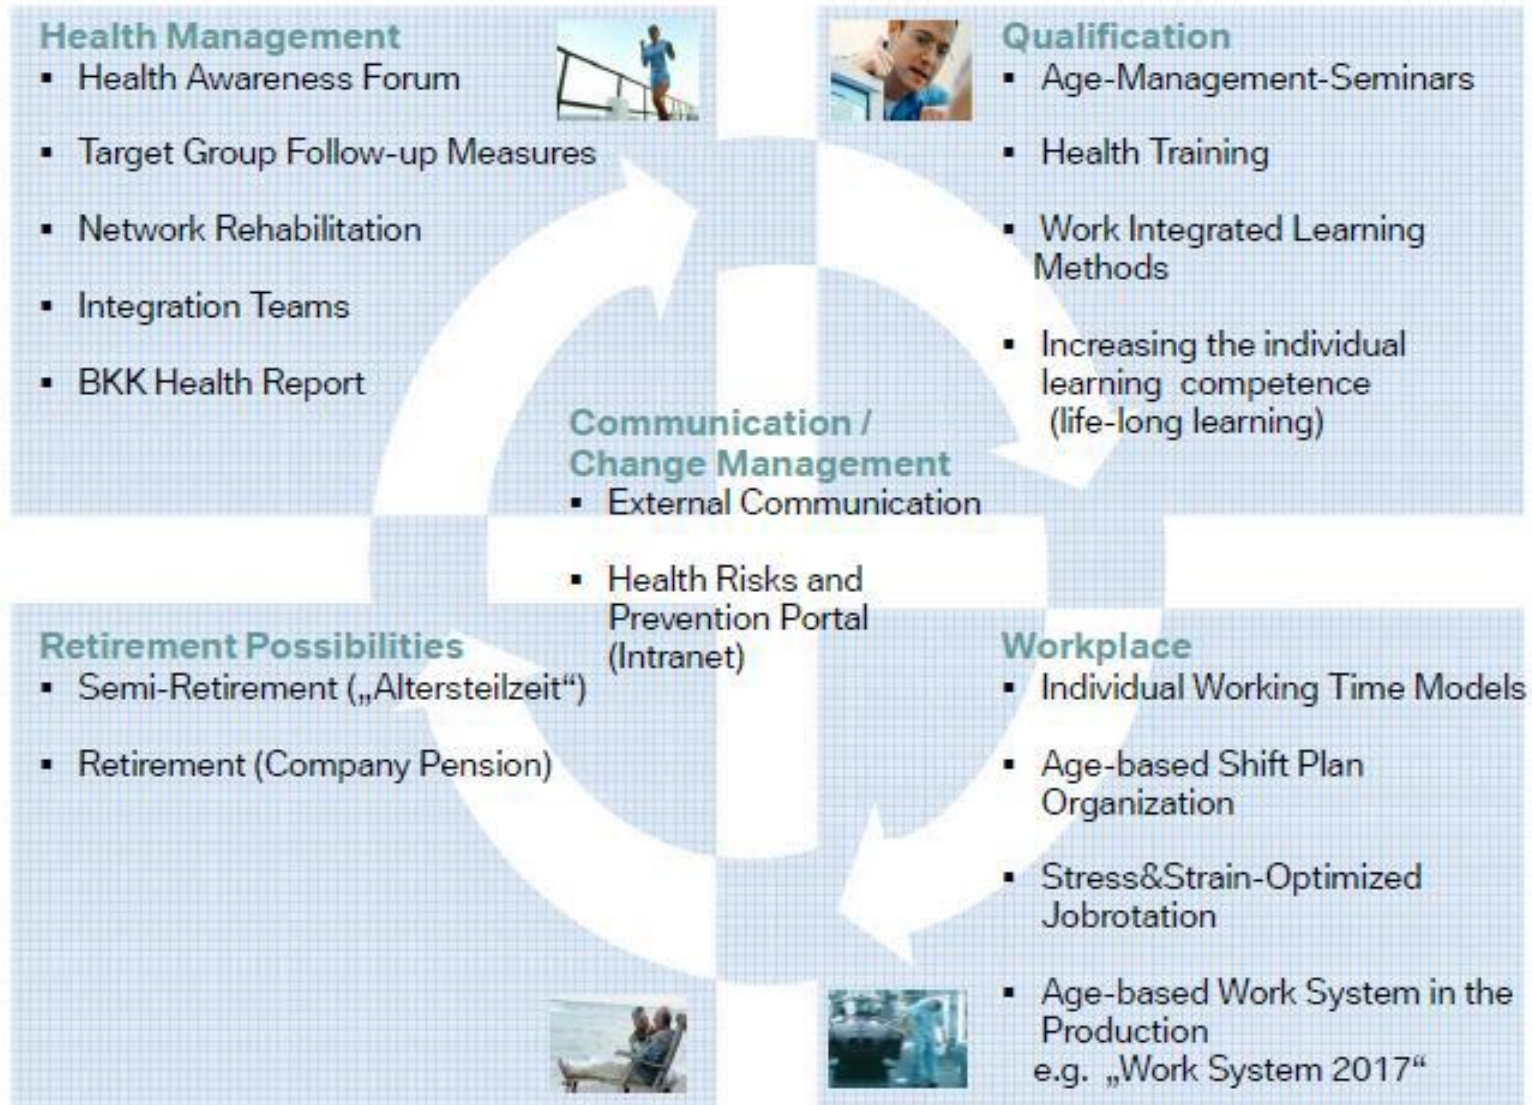 Health Management
▪ Health Awareness Forum
▪ Target Group Follow-up Measures
▪ Network Rehabilitation
▪ Integration Teams
▪ BKK Health Report
Qualification
▪ Age-Management-Seminars
▪ Health Training
▪ Work Integrated Learning
Methods
▪ Increasing the individual
learning competence
(life-long learning)
Communication /
Change Management
▪ External Communication
▪ Health Risks and
Prevention Portal
(Intranet)
Retirement Possibilities
▪ Semi-Retirement („Altersteilzeit“)
▪ Retirement (Company Pension)
Workplace
▪ Individual Working Time Models
▪ Age-based Shift Plan
Organization
▪ Stress&Strain-Optimized
Jobrotation
▪ Age-based Work System in the
Production
e.g. „Work System 2017“